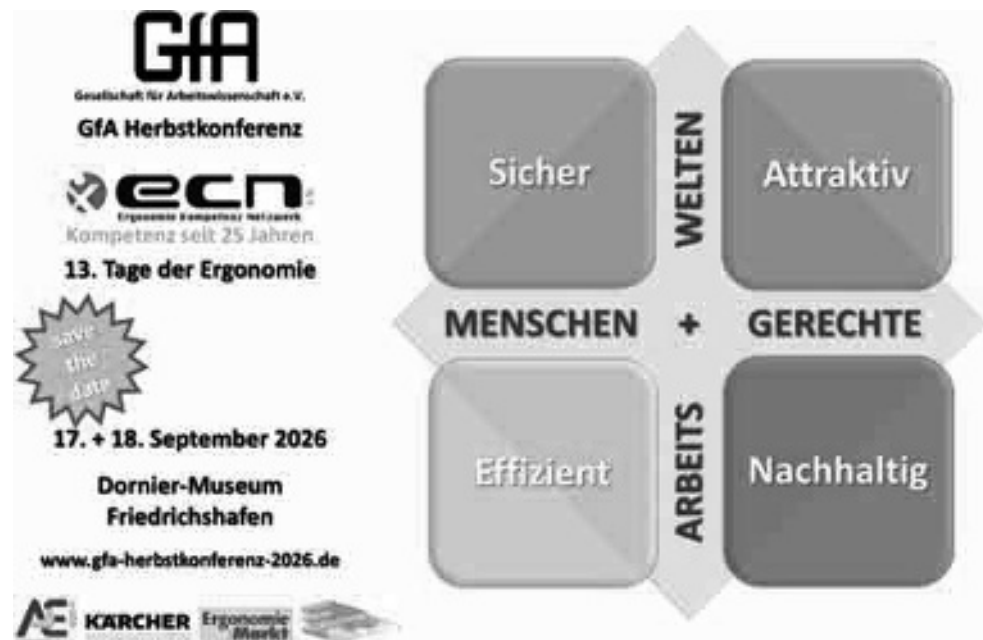 GfA
Gesellschaft für Arbeitswissenschaft e.V.
GfA Herbstkonferenz
ecn
Ergonomie Kompetenz Netzwerk
Kompetenz seit 25 Jahren
13. Tage der Ergonomie
save
the
date
17. + 18. September 2026
Dornier-Museum
Friedrichshafen
www.gfa-herbstkonferenz-2026.de
KÄRCHER
Ergonomie
Markt
Sicher
WELTEN
Attraktiv
MENSCHEN + GERECHTE
Effizient
ARBEITS
Nachhaltig